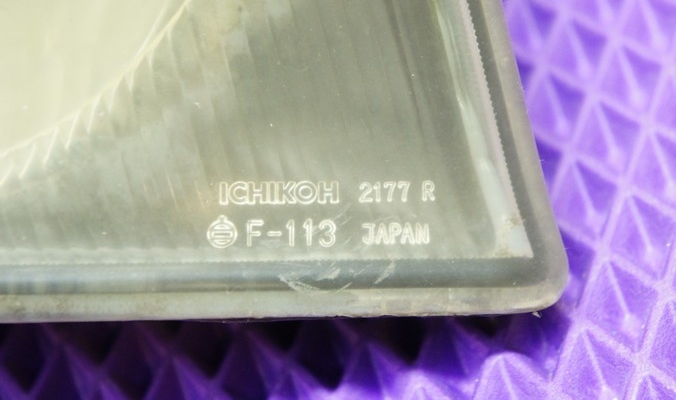 ICHIKOH 2177 R
F-113 JAPAN